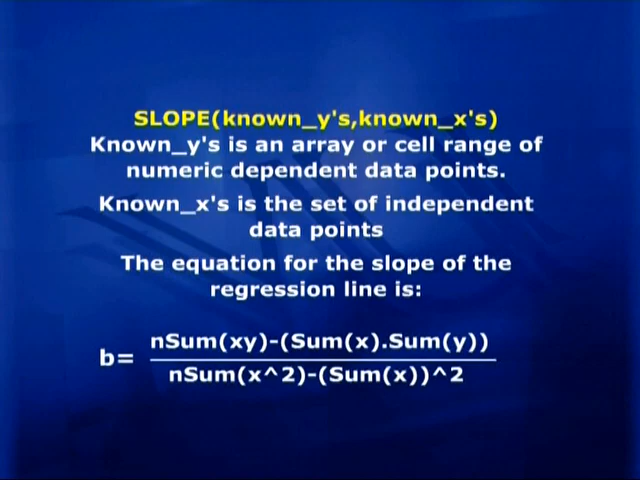 SLOPE(known_y's,known_x's)
Known_y's is an array or cell range of
numeric dependent data points.
Known_x's is the set of independent
data points
The equation for the slope of the
regression line is:
b= nSum(xy)-(Sum(x).Sum(y))
nSum(x^2)-(Sum(x))^2